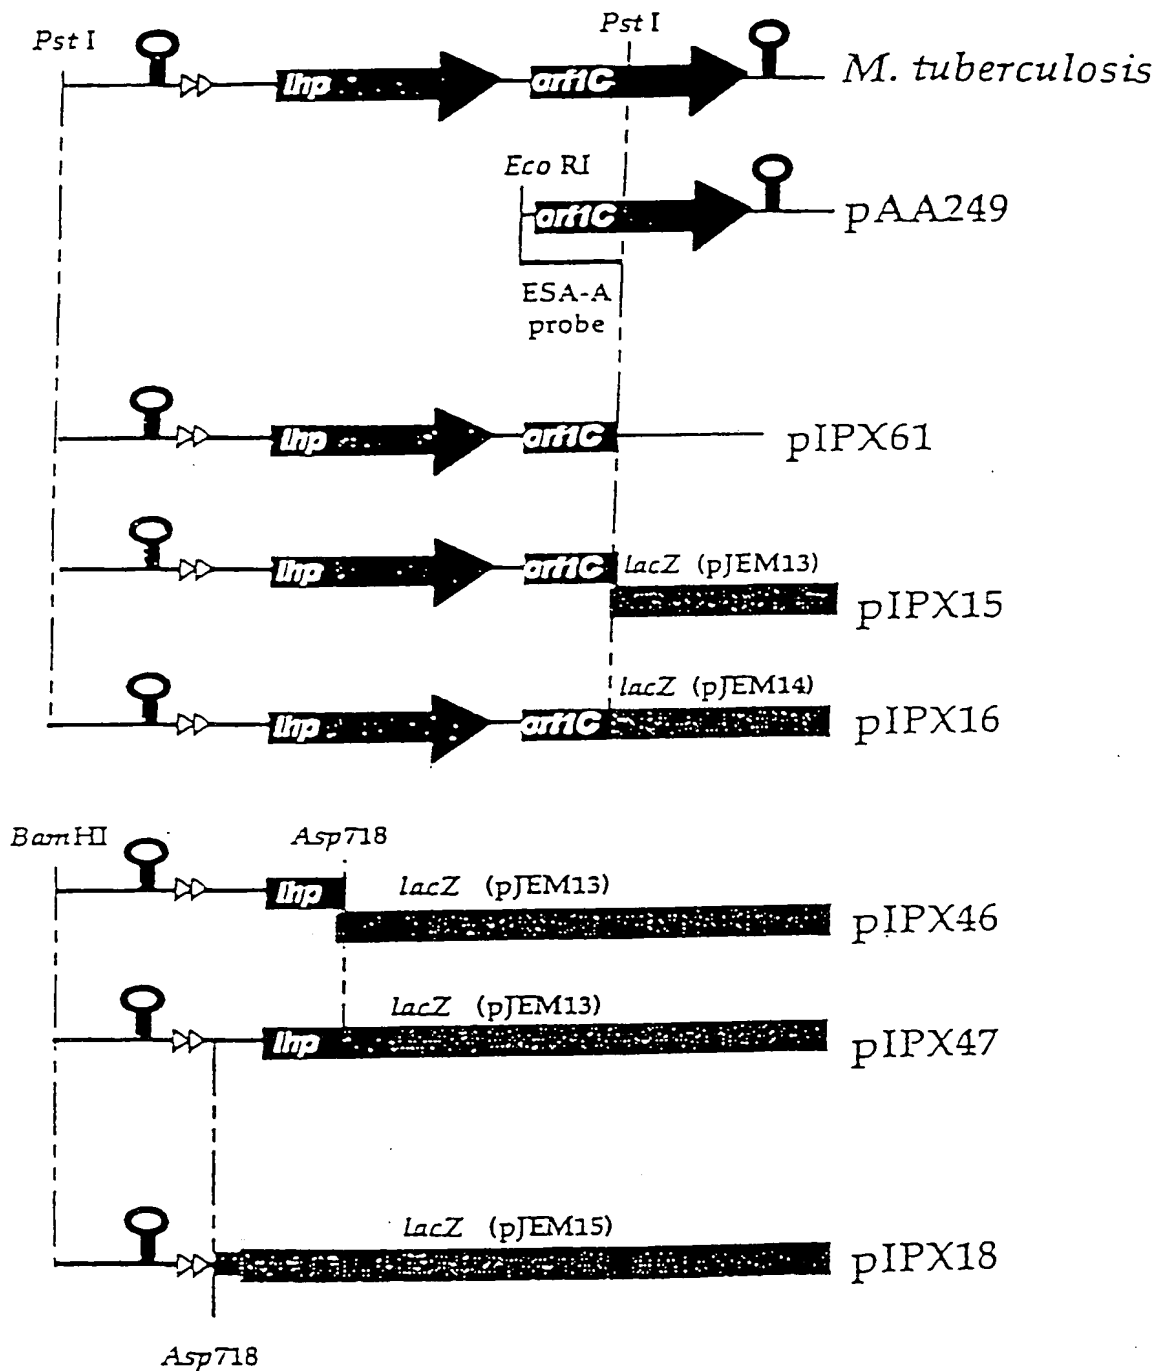 Pst I
Pst I
lhp
orf1C
M. tuberculosis
Eco RI
orf1C
pAA249
ESA-A
probe
lhp
orf1C
pIPX61
lhp
orf1C
lacZ (pJEM13)
pIPX15
lhp
orf1C
lacZ (pJEM14)
pIPX16
BamHI
Asp718
lhp
lacZ (pJEM13)
pIPX46
lhp
lacZ (pJEM13)
pIPX47
lacZ (pJEM15)
pIPX18
Asp718